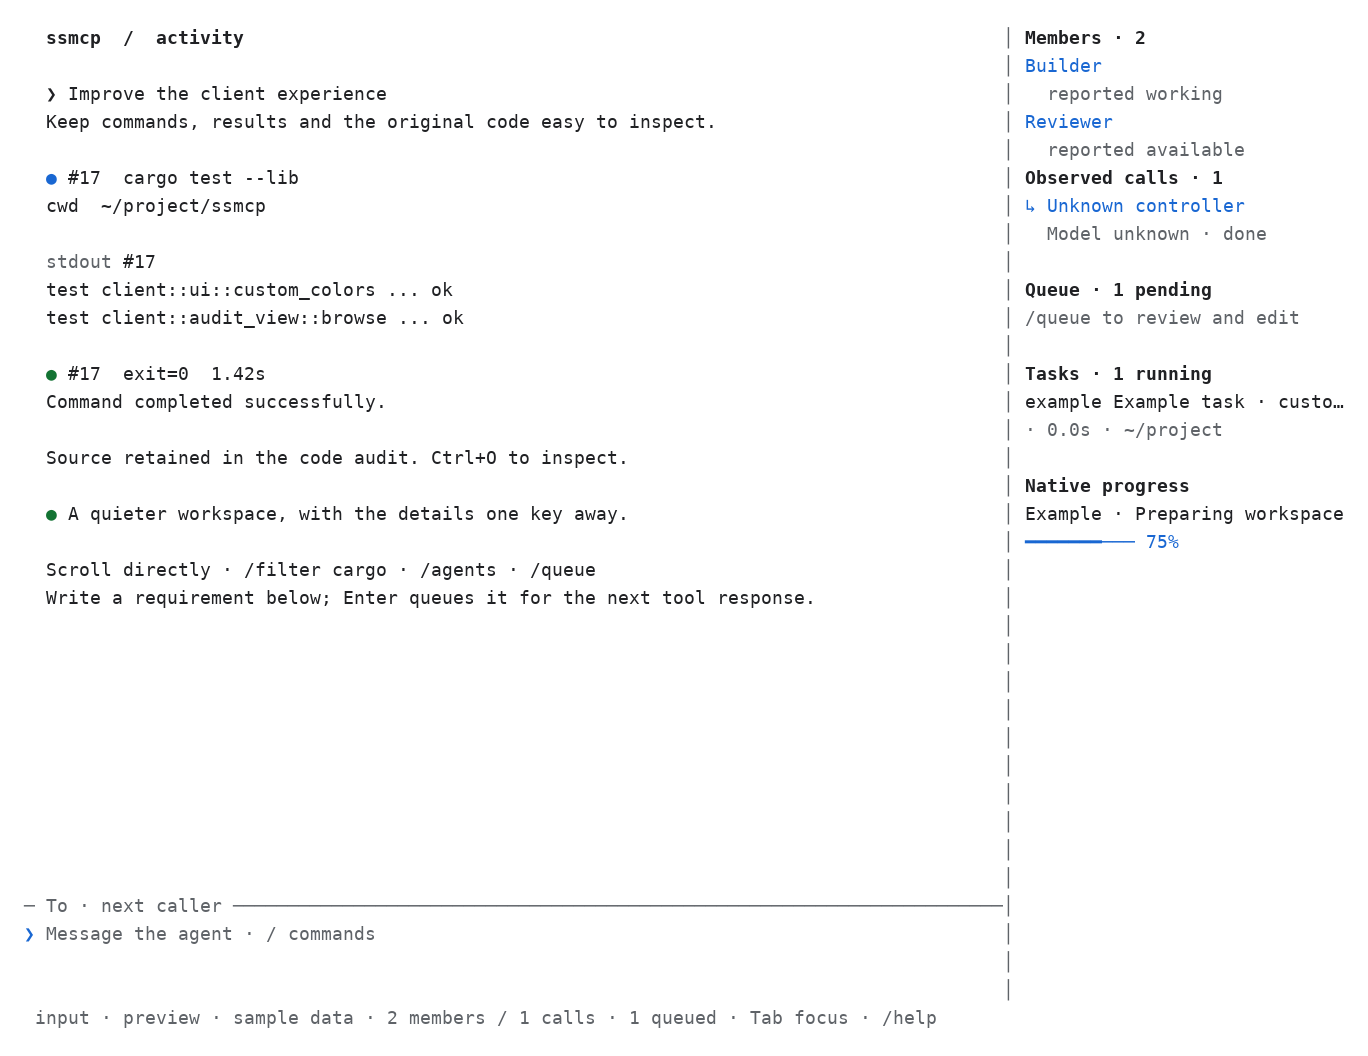 ssmcp  /  activity
❯ Improve the client experience
Keep commands, results and the original code easy to inspect.
● #17  cargo test --lib
cwd  ~/project/ssmcp
stdout #17
test client::ui::custom_colors ... ok
test client::audit_view::browse ... ok
● #17  exit=0  1.42s
Command completed successfully.
Source retained in the code audit. Ctrl+O to inspect.
● A quieter workspace, with the details one key away.
Scroll directly · /filter cargo · /agents · /queue
Write a requirement below; Enter queues it for the next tool response.
To · next caller
❯ Message the agent · / commands
Members · 2
Builder
reported working
Reviewer
reported available
Observed calls · 1
↳ Unknown controller
Model unknown · done
Queue · 1 pending
/queue to review and edit
Tasks · 1 running
example Example task · custo…
· 0.0s · ~/project
Native progress
Example · Preparing workspace
75%
input · preview · sample data · 2 members / 1 calls · 1 queued · Tab focus · /help